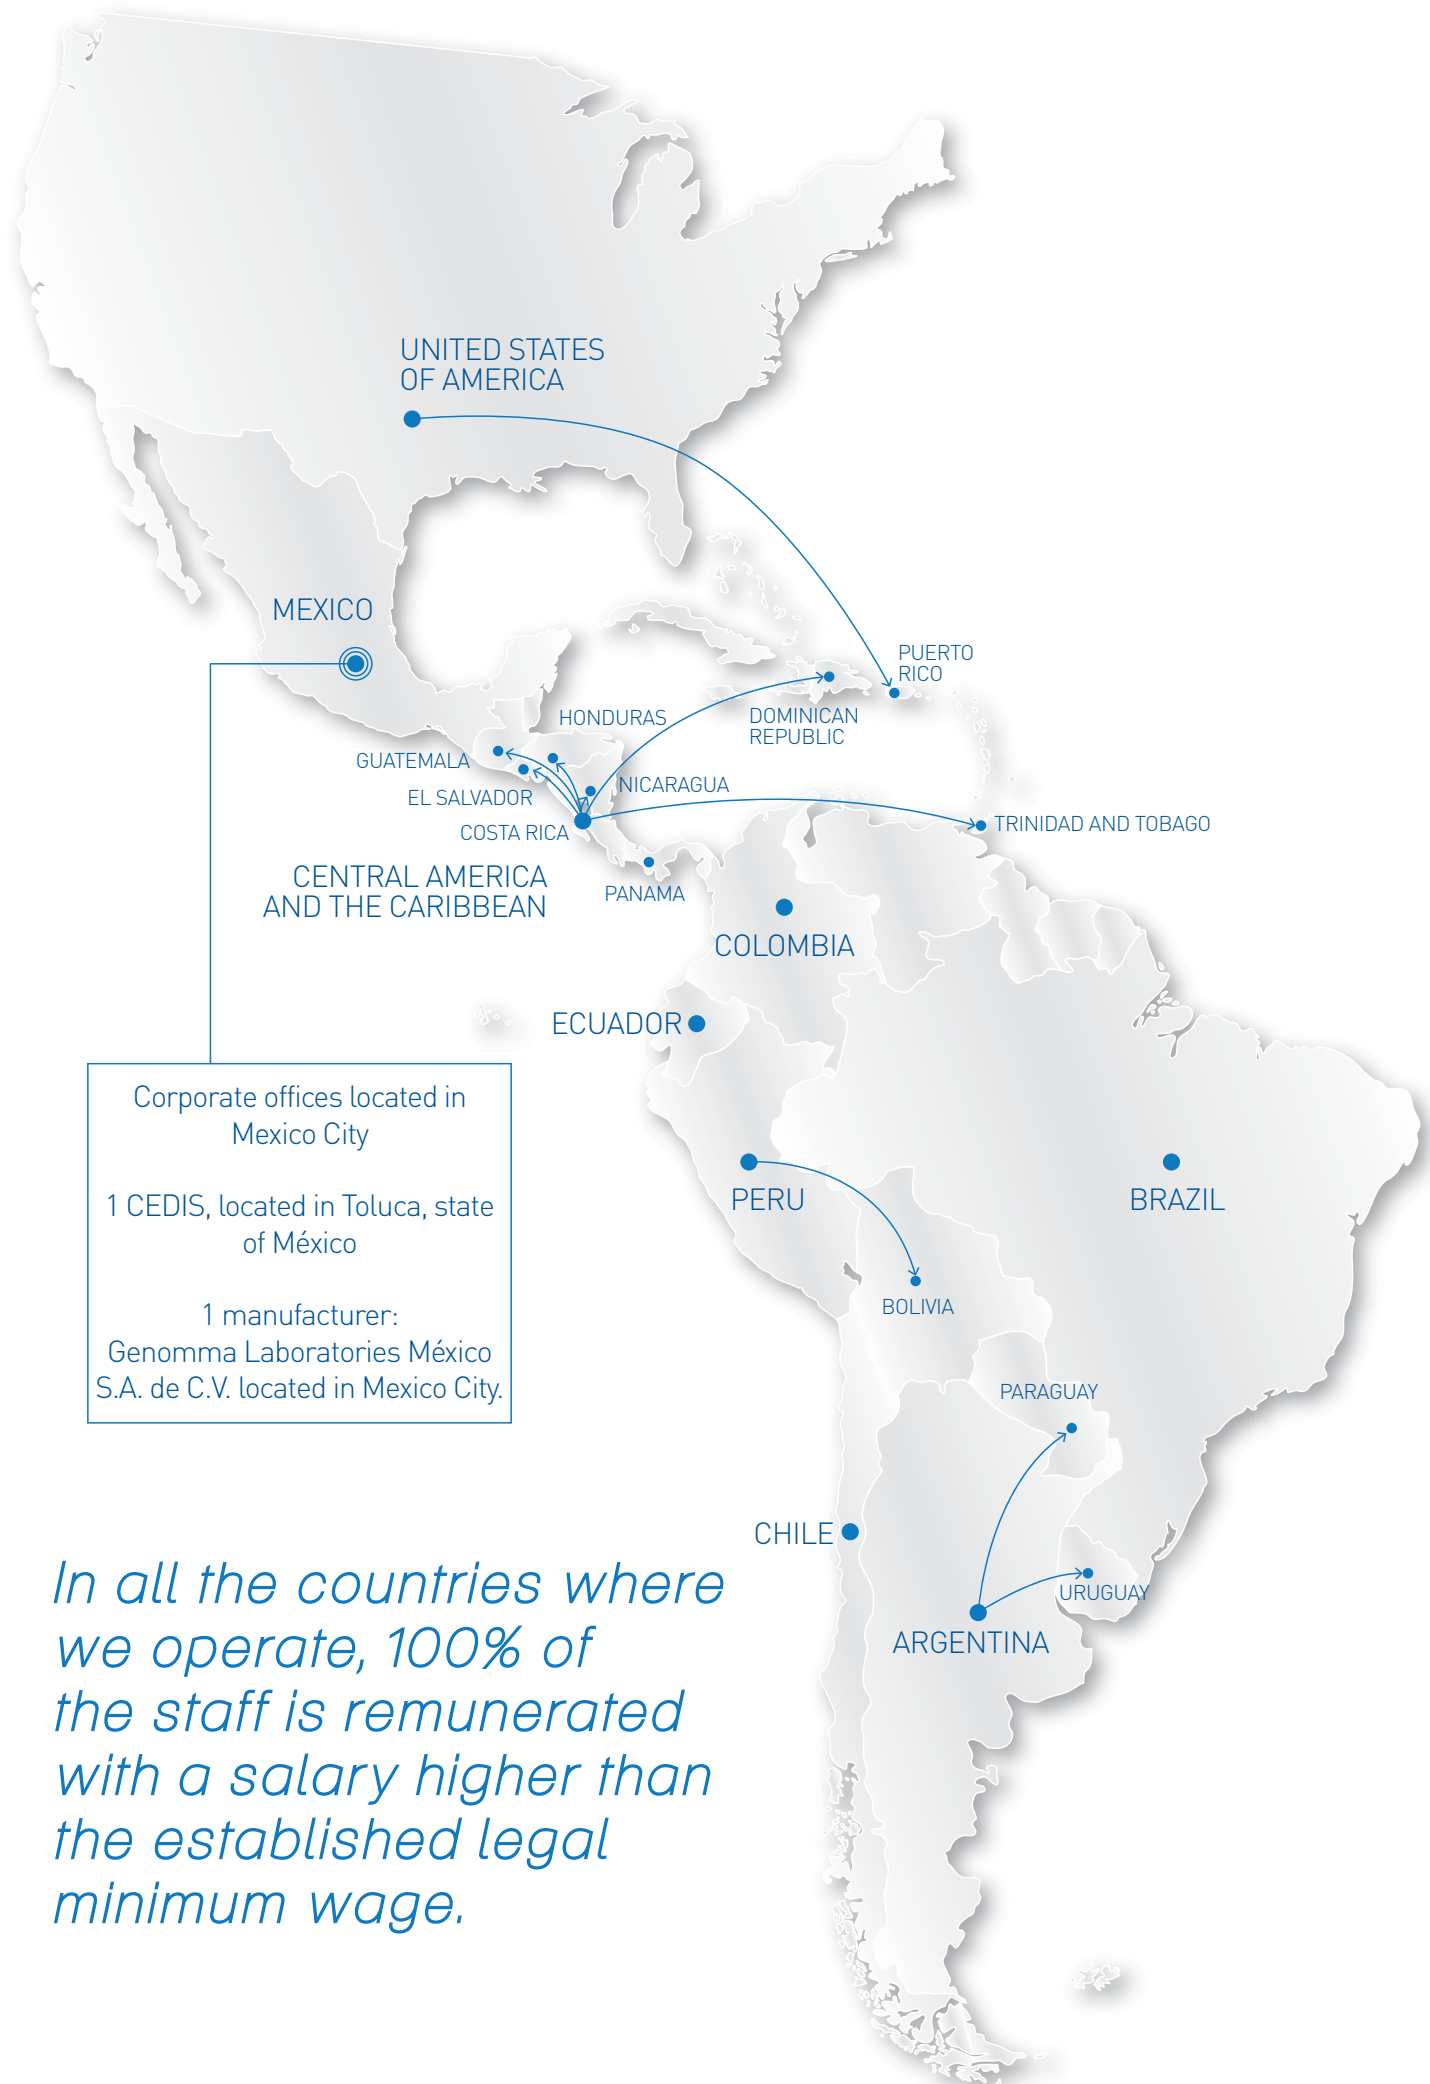 UNITED STATES
OF AMERICA
MEXICO
PUERTO
RICO
HONDURAS
DOMINICAN
REPUBLIC
GUATEMALA
NICARAGUA
EL SALVADOR
COSTA RICA
TRINIDAD AND TOBAGO
CENTRAL AMERICA
AND THE CARIBBEAN
PANAMA
COLOMBIA
ECUADOR
Corporate offices located in
Mexico City
1 CEDIS, located in Toluca, state
of México
1 manufacturer:
Genomma Laboratories México
S.A. de C.V. located in Mexico City.
PERU
BRAZIL
BOLIVIA
PARAGUAY
CHILE
URUGUAY
ARGENTINA
In all the countries where
we operate, 100% of
the staff is remunerated
with a salary higher than
the established legal
minimum wage.